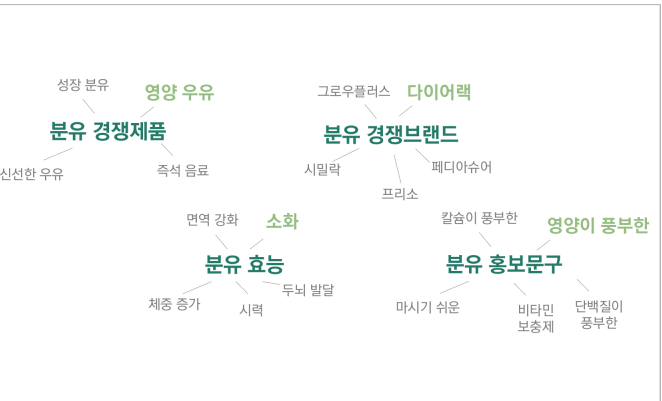 성장 분유
영양 우유
분유 경쟁제품
신선한 우유
즉석 음료
그로우플러스
다이어랙
분유 경쟁브랜드
시밀락
프리소
페디아슈어
면역 강화
소화
분유 효능
체중 증가
시력
두뇌 발달
칼슘이 풍부한
영양이 풍부한
분유 홍보문구
마시기 쉬운
비타민
보충제
단백질이
풍부한